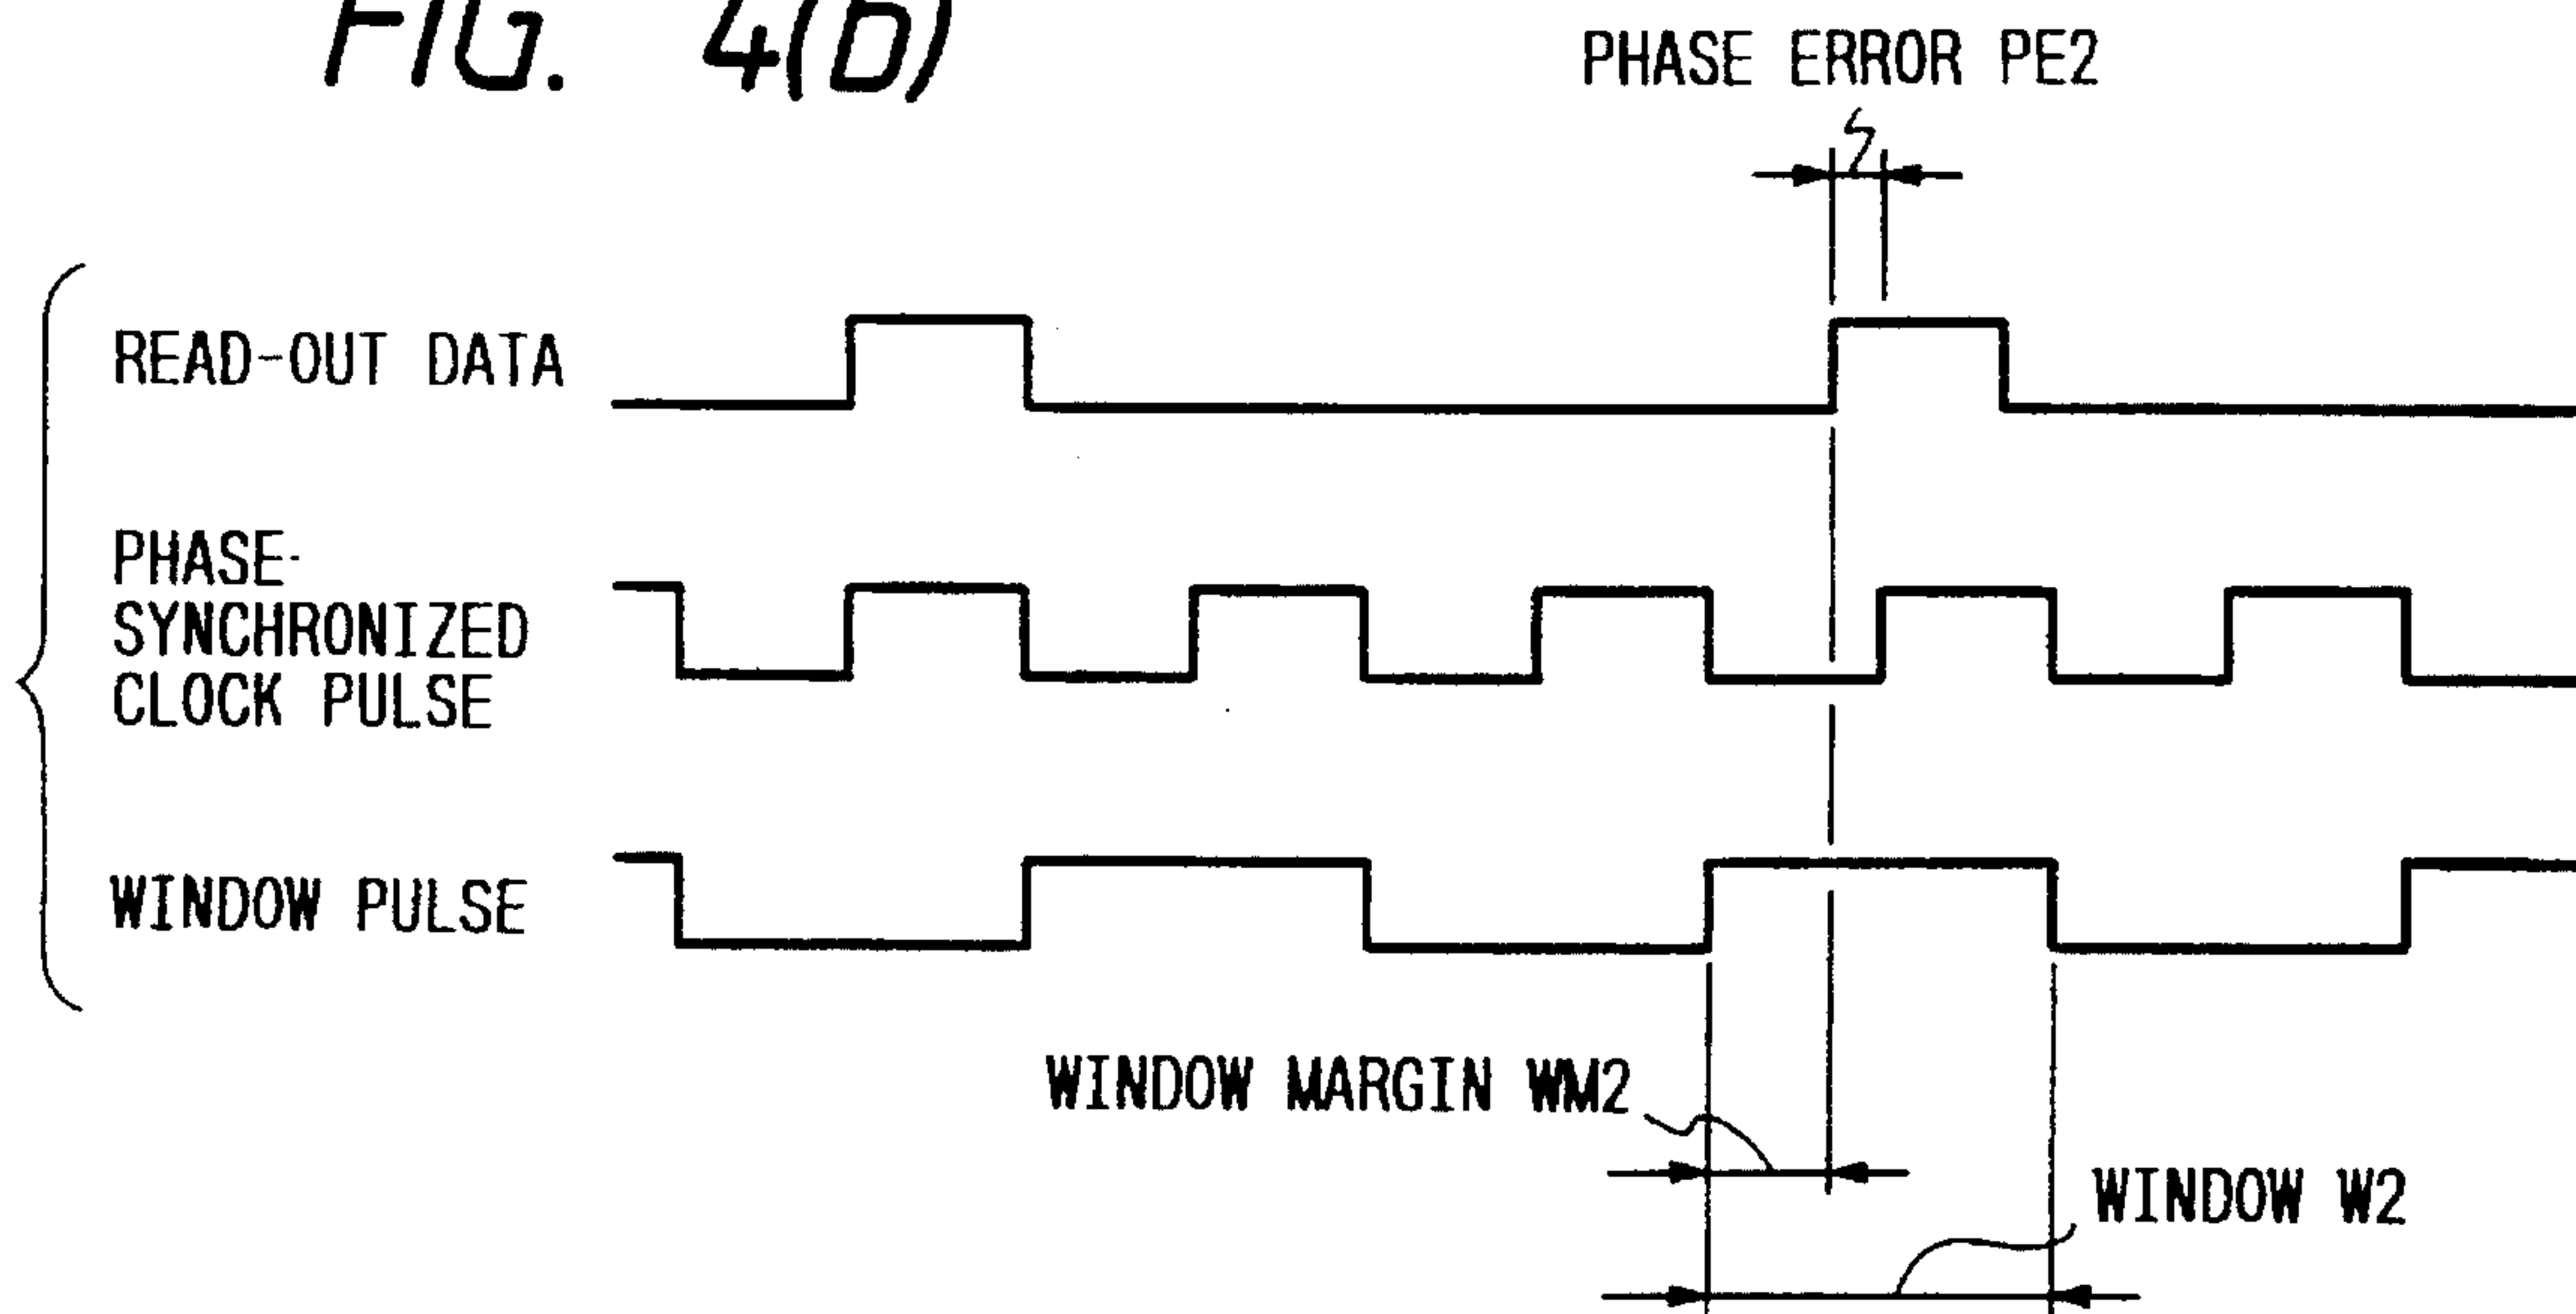 FIG. 4(b)
PHASE ERROR PE2
READ-OUT DATA
PHASE-
SYNCHRONIZED
CLOCK PULSE
WINDOW PULSE
WINDOW MARGIN WM2
WINDOW W2